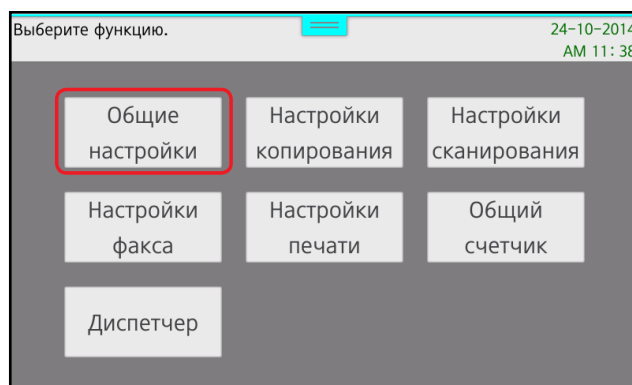 Выберите функцию.
24-10-2014
AM 11: 38
Общие
настройки
Настройки
копирования
Настройки
сканирования
Настройки
факса
Настройки
печати
Общий
счетчик
Диспетчер